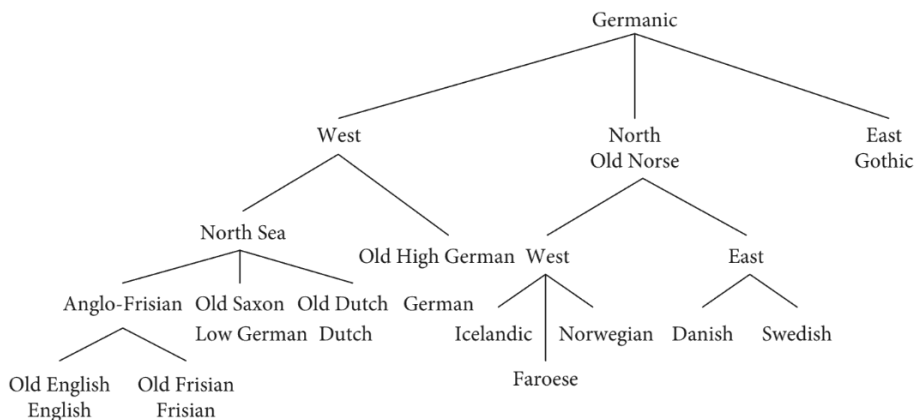 Germanic
West North East
Old Norse Gothic
North Sea
Old High German West East
Anglo-Frisian Old Saxon Old Dutch German
Low German Dutch Icelandic Norwegian Danish Swedish
Faroese
Old English Old Frisian
English Frisian